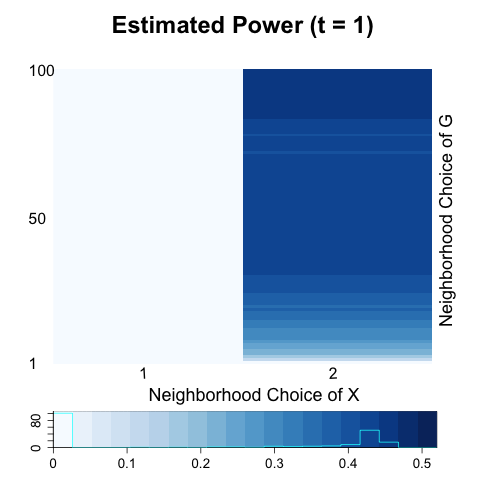 Estimated Power (t = 1)
100
50
1
Neighborhood Choice of G
1 2
Neighborhood Choice of X
0 80
0 0.1 0.2 0.3 0.4 0.5